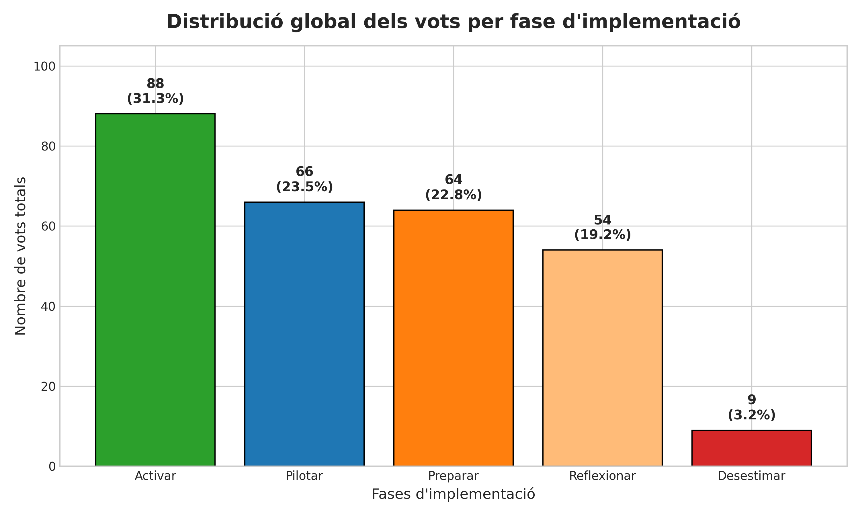 Distribució global dels vots per fase d'implementació
Nombre de vots totals
100
80
60
40
20
0
88
(31.3%)
66
(23.5%)
64
(22.8%)
54
(19.2%)
9
(3.2%)
Activar
Pilotar
Preparar
Reflexionar
Desestimar
Fases d'implementació